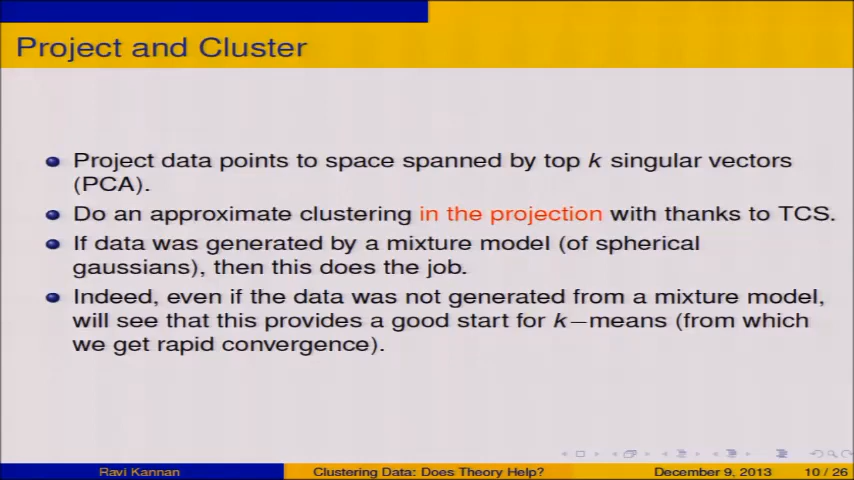 Project and Cluster
Project data points to space spanned by top k singular vectors
(PCA).
Do an approximate clustering in the projection with thanks to TCS.
If data was generated by a mixture model (of spherical
gaussians), then this does the job.
Indeed, even if the data was not generated from a mixture model,
will see that this provides a good start for k−means (from which
we get rapid convergence).
Ravi Kannan
Clustering Data: Does Theory Help?
December 9, 2013
10 / 26